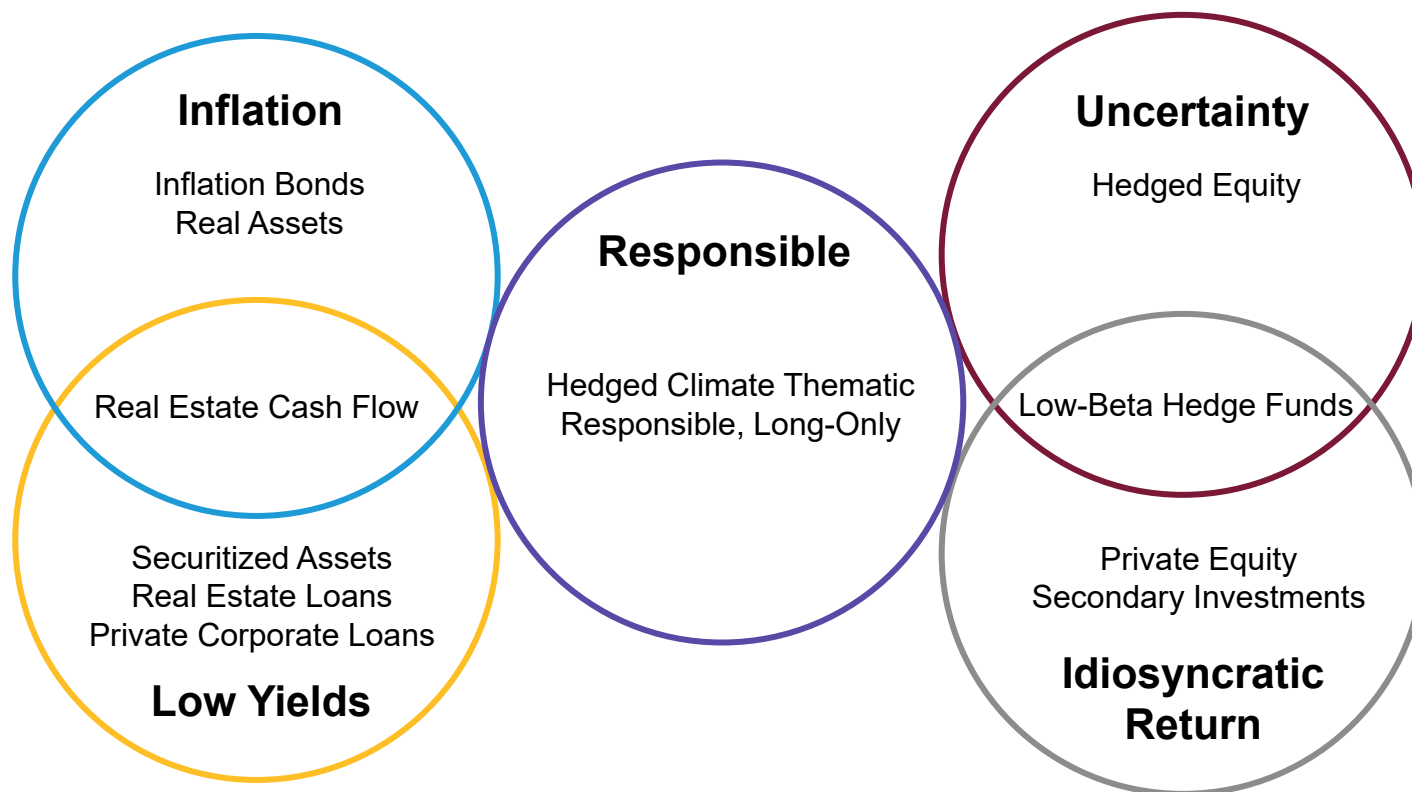 Inflation
Inflation Bonds
Real Assets
Real Estate Cash Flow
Securitized Assets
Real Estate Loans
Private Corporate Loans
Low Yields
Responsible
Hedged Climate Thematic
Responsible, Long-Only
Uncertainty
Hedged Equity
Low-Beta Hedge Funds
Private Equity
Secondary Investments
Idiosyncratic
Return